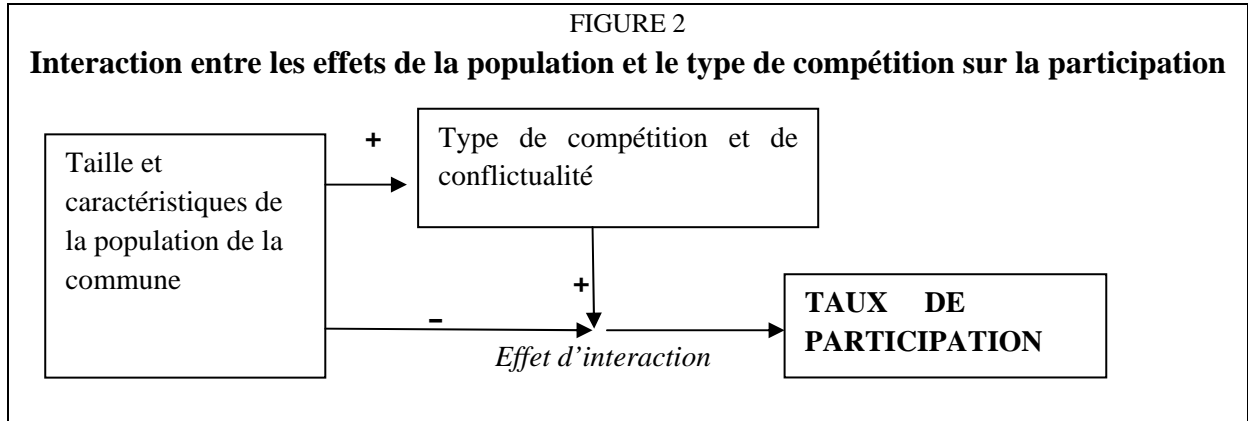 FIGURE 2
Interaction entre les effets de la population et le type de compétition sur la participation
Taille et
caractéristiques de
la population de la
commune
+
Type de compétition et de
conflictualité
+
–
Effet d’interaction
TAUX DE
PARTICIPATION